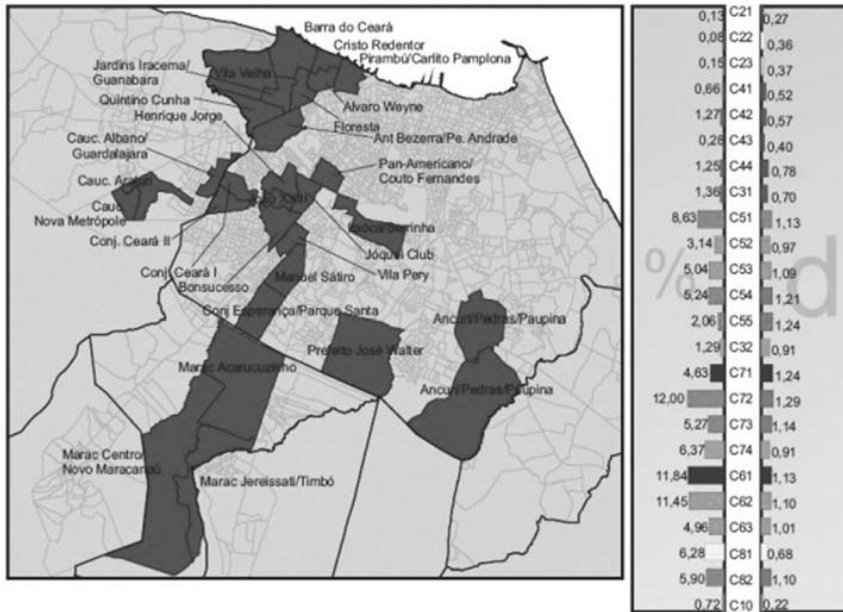 Barra do Ceará
Cristo Redentor
Pirambú/Carlito Pamplona
Jardins Iracema/
Guanabara
Vila Velha
Quintino Cunha
Álvaro Weyne
Henrique Jorge
Floresta
Ant Bezerra/Pe. Andrade
Cauc. Albano/
Guardalajara
Pan-Americano/
Couto Fernandes
Cauc.
João XXIII
Cauc.
Nova Metrópole
Itaóca/Serrinha
Conj. Ceará II
Jóquei Club
Conj. Ceará I
Vila Pery
Bonsucesso
Manuel Sátiro
Conj Esperança/Parque Santa
Ancuri/Pedras/Paupina
Prefeito José Walter
Marac Acarucuzinho
Ancuri/Pedras/Paupina
Marac Centro/
Novo Maracanaú
Marac Jereissati/Timbó
% d
0,13 C21 0,27
0,08 C22 0,36
0,15 C23 0,37
0,66 C41 0,52
1,27 C42 0,57
0,28 C43 0,40
1,25 C44 0,78
1,36 C31 0,70
8,63 C51 1,13
3,14 C52 0,97
5,04 C53 1,09
5,24 C54 1,21
2,06 C55 1,24
1,29 C32 0,91
4,63 C71 1,24
12,00 C72 1,29
5,27 C73 1,14
6,37 C74 0,91
11,84 C61 1,13
11,45 C62 1,10
4,96 C63 1,01
6,28 C81 0,68
5,90 C82 1,10
0,72 C10 0,22